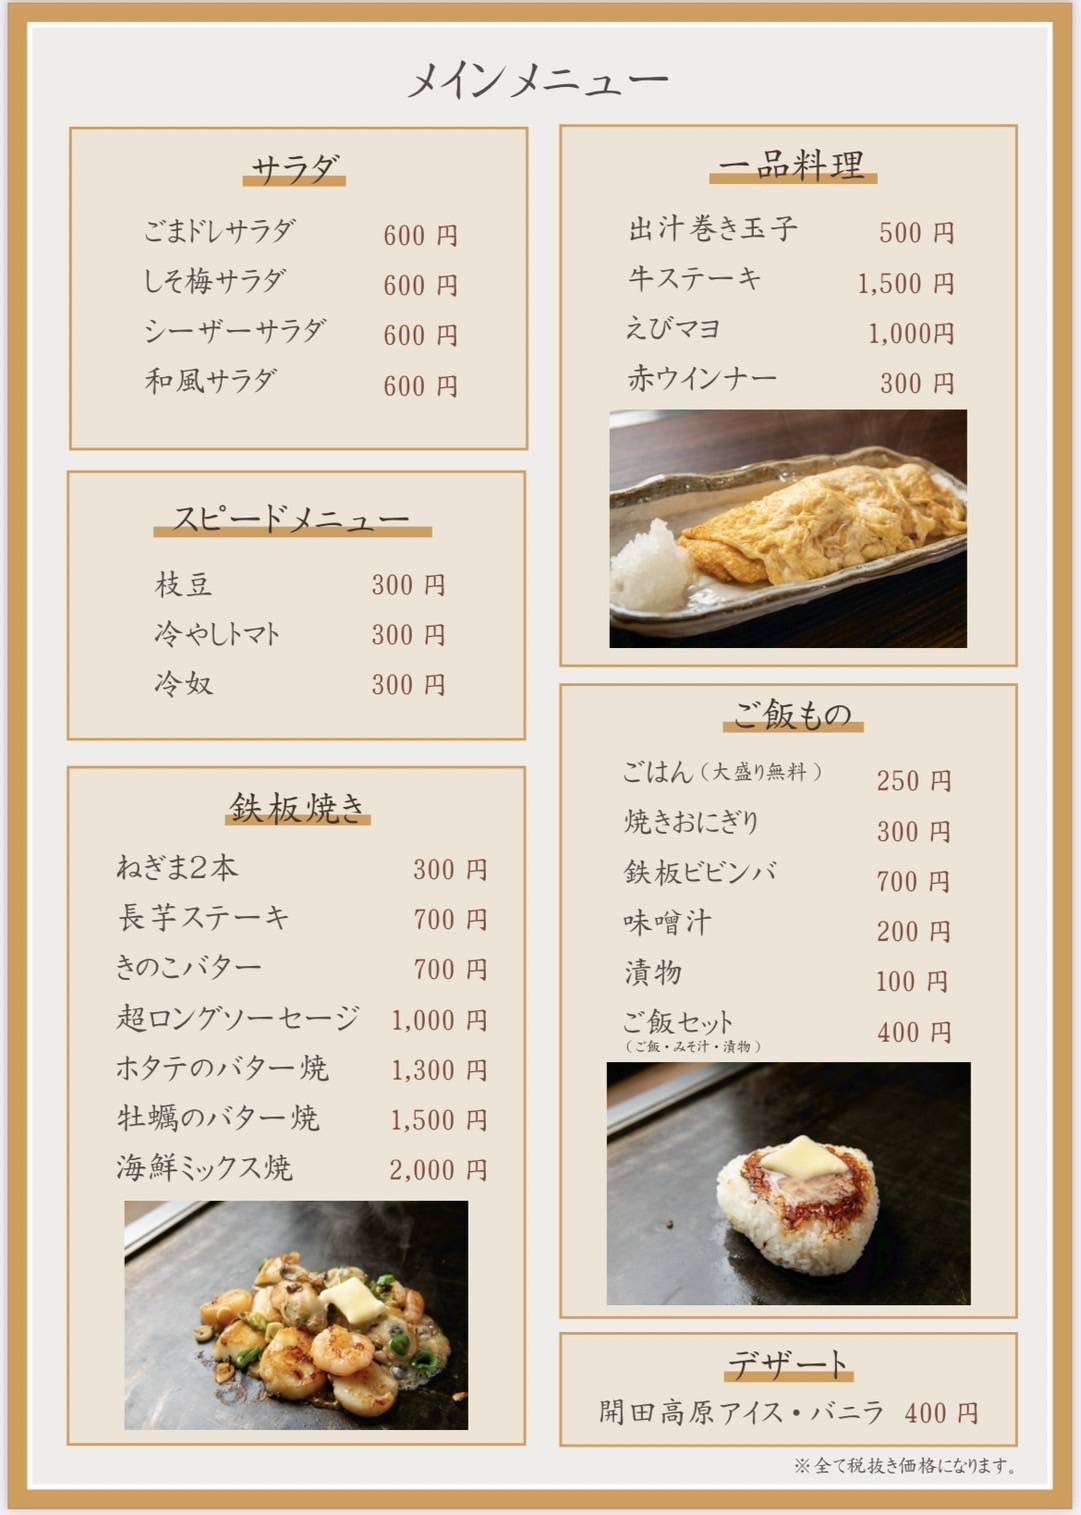 メインメニュー
サラダ
ごまドレサラダ 600 円
しそ梅サラダ 600 円
シーザーサラダ 600 円
和風サラダ 600 円
スピードメニュー
枝豆 300 円
冷やしトマト 300 円
冷奴 300 円
鉄板焼き
ねぎま2本 300 円
長芋ステーキ 700 円
きのこバター 700 円
超ロングソーセージ 1,000 円
ホタテのバター焼 1,300 円
牡蠣のバター焼 1,500 円
海鮮ミックス焼 2,000 円
一品料理
出汁巻き玉子 500 円
牛ステーキ 1,500 円
えびマヨ 1,000円
赤ウインナー 300 円
ご飯もの
ごはん（大盛り無料） 250 円
焼きおにぎり 300 円
鉄板ビビンバ 700 円
味噌汁 200 円
漬物 100 円
ご飯セット 400 円
（ご飯・みそ汁・漬物）
デザート
開田高原アイス・バニラ 400 円
※全て税抜き価格になります。